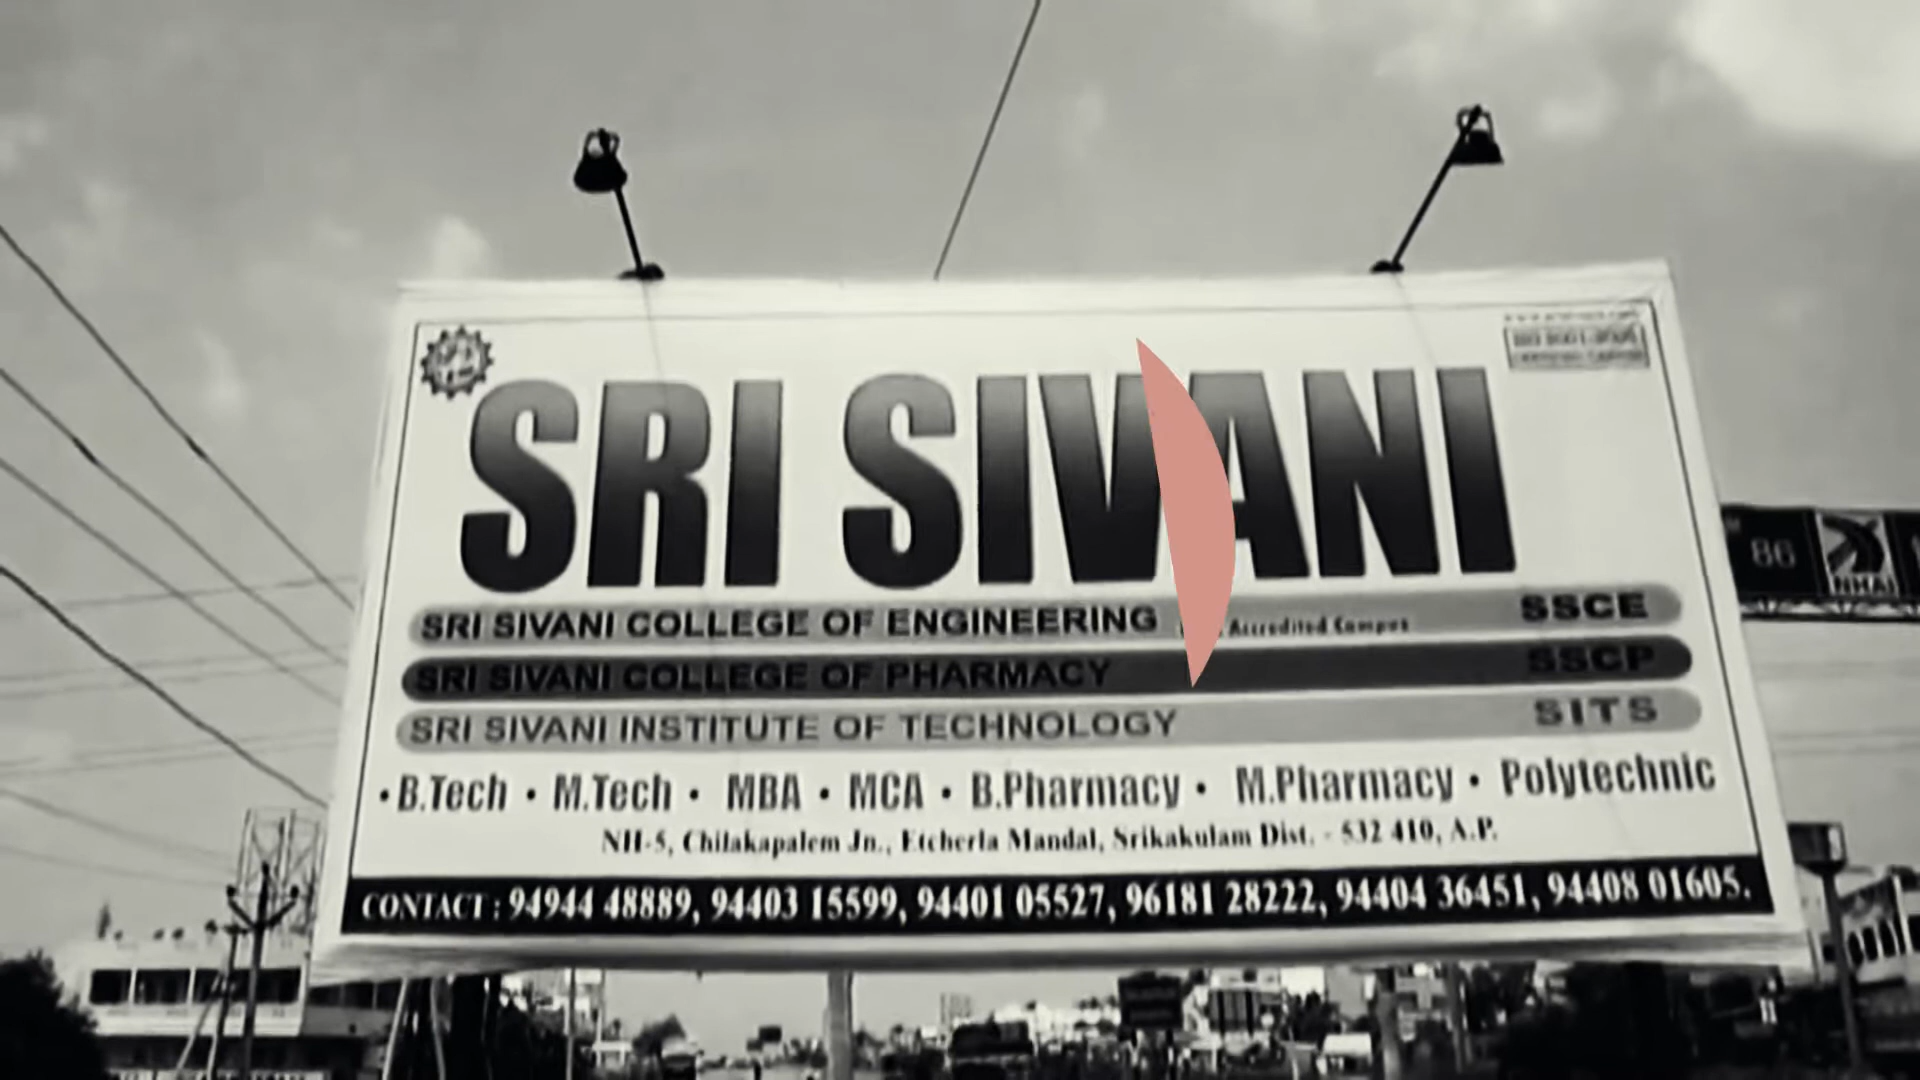 SRI SIVANI
SRI SIVANI COLLEGE OF ENGINEERING Accredited Campus SSCE
SRI SIVANI COLLEGE OF PHARMACY SSCP
SRI SIVANI INSTITUTE OF TECHNOLOGY SITS
• B.Tech • M.Tech • MBA • MCA • B.Pharmacy • M.Pharmacy • Polytechnic
NH-5, Chilakapalem Jn., Etcherla Mandal, Srikakulam Dist. - 532 410, A.P.
CONTACT : 94944 48889, 94403 15599, 94401 05527, 96181 28222, 94404 36451, 94408 01605.
86
NHAI